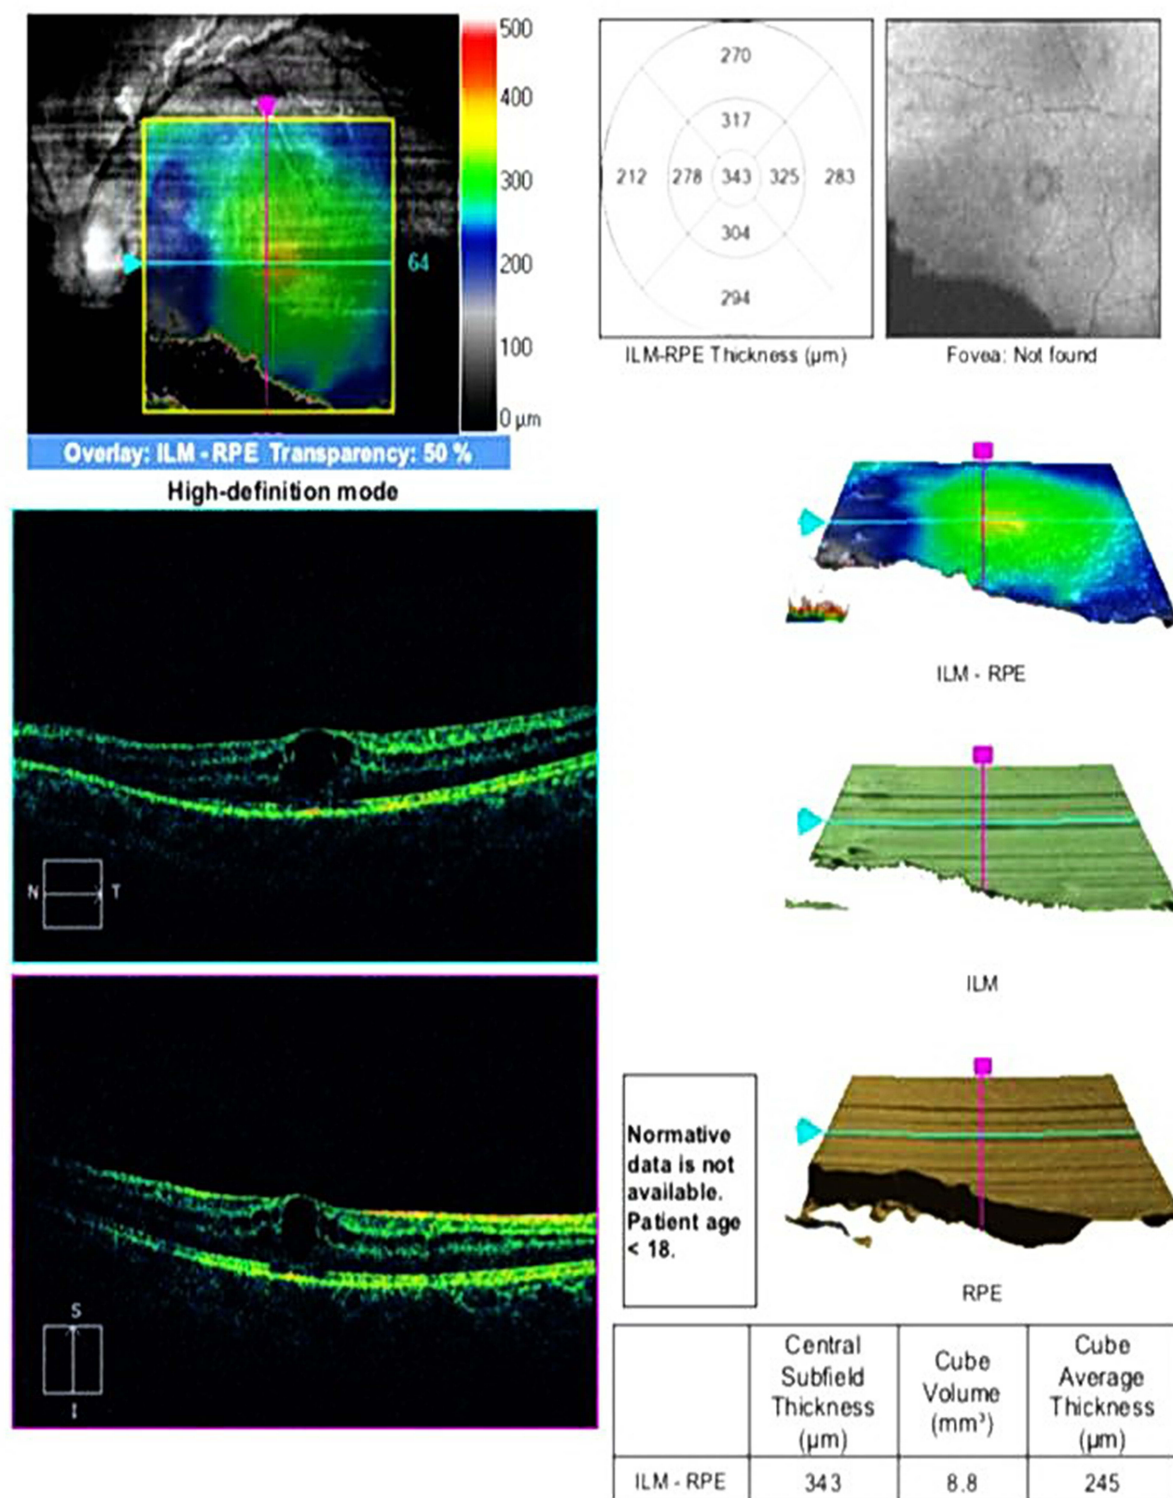 500
400
300
200
100
0 µm
64
Overlay: ILM - RPE Transparency: 50 %
270
317
212 278 343 325 283
304
294
ILM-RPE Thickness (µm)
Fovea: Not found
High-definition mode
N T
S
I
ILM - RPE
ILM
RPE
Normative
data is not
available.
Patient age
< 18.
Central
Subfield
Thickness
(µm)
Cube
Volume
(mm³)
Cube
Average
Thickness
(µm)
ILM - RPE 343 8.8 245